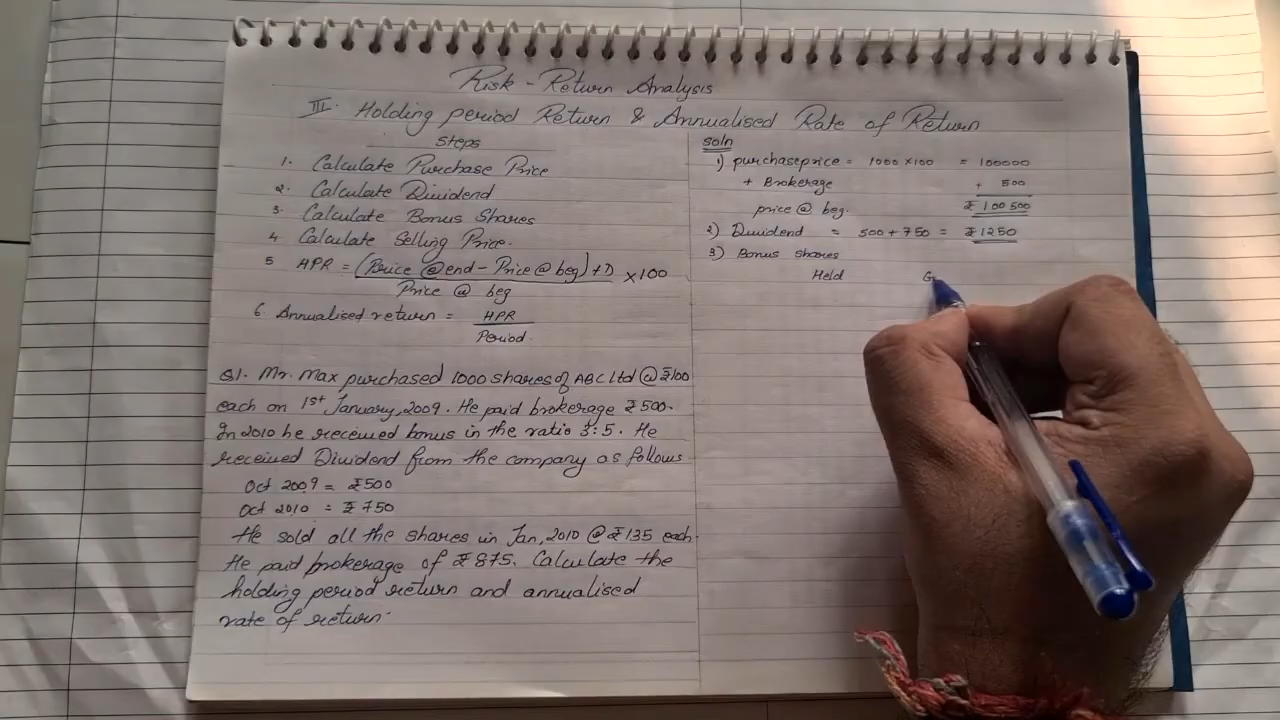 Risk - Return Analysis
III. Holding period Return & Annualised Rate of Return
Steps
1. Calculate Purchase Price
2. Calculate Dividend
3. Calculate Bonus Shares
4 Calculate Selling Price.
5 HPR = (Price @ end - Price @ beg) + D × 100
Price @ beg
6. Annualised return = HPR
Period.
Q1. Mr. Max purchased 1000 shares of ABC Ltd @ ₹100
each on 1st January, 2009. He paid brokerage ₹500.
In 2010 he received bonus in the ratio 3:5. He
received Dividend from the company as follows
Oct 2009 = ₹500
Oct 2010 = ₹750
He sold all the shares in Jan, 2010 @ ₹135 each.
He paid brokerage of ₹875. Calculate the
holding period return and annualised
rate of return.
Soln
1) purchase price = 1000 × 100 = 100000
+ Brokerage + 500
price @ beg. ₹ 100500
2) Dividend = 500 + 750 = ₹1250
3) Bonus shares
Held